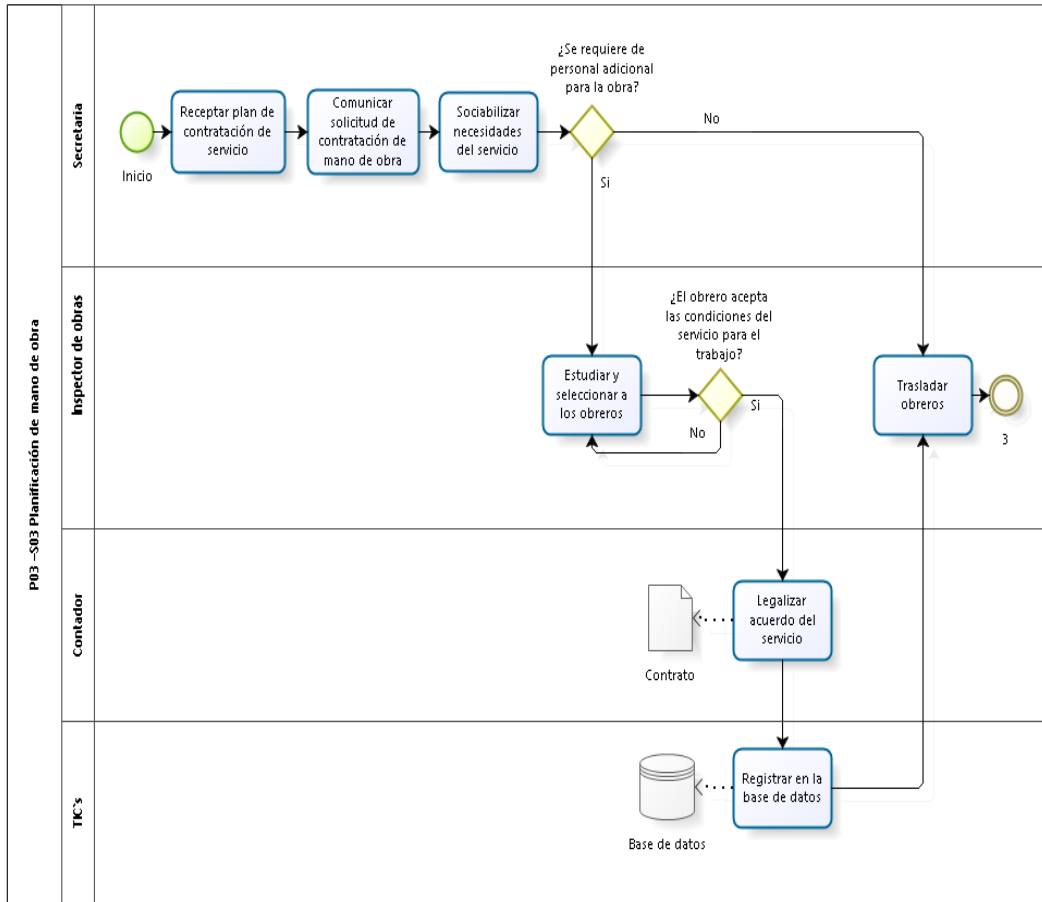 P03 –S03 Planificación de mano de obra
Secretaria
Inicio
Receptar plan de
contratación de
servicio
Comunicar
solicitud de
contratación de
mano de obra
Sociabilizar
necesidades
del servicio
¿Se requiere de
personal adicional
para la obra?
No
Si
Inspector de obras
Estudiar y
seleccionar a
los obreros
¿El obrero acepta
las condiciones del
servicio para el
trabajo?
Si
No
Trasladar
obreros
3
Contador
Contrato
Legalizar
acuerdo del
servicio
TIC`s
Base de datos
Registrar en la
base de datos